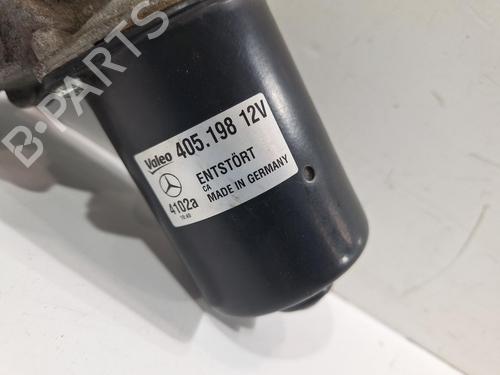 B-PARTS
Valeo 405.198 12V
ENTSTÖRT
CA
4102a MADE IN GERMANY